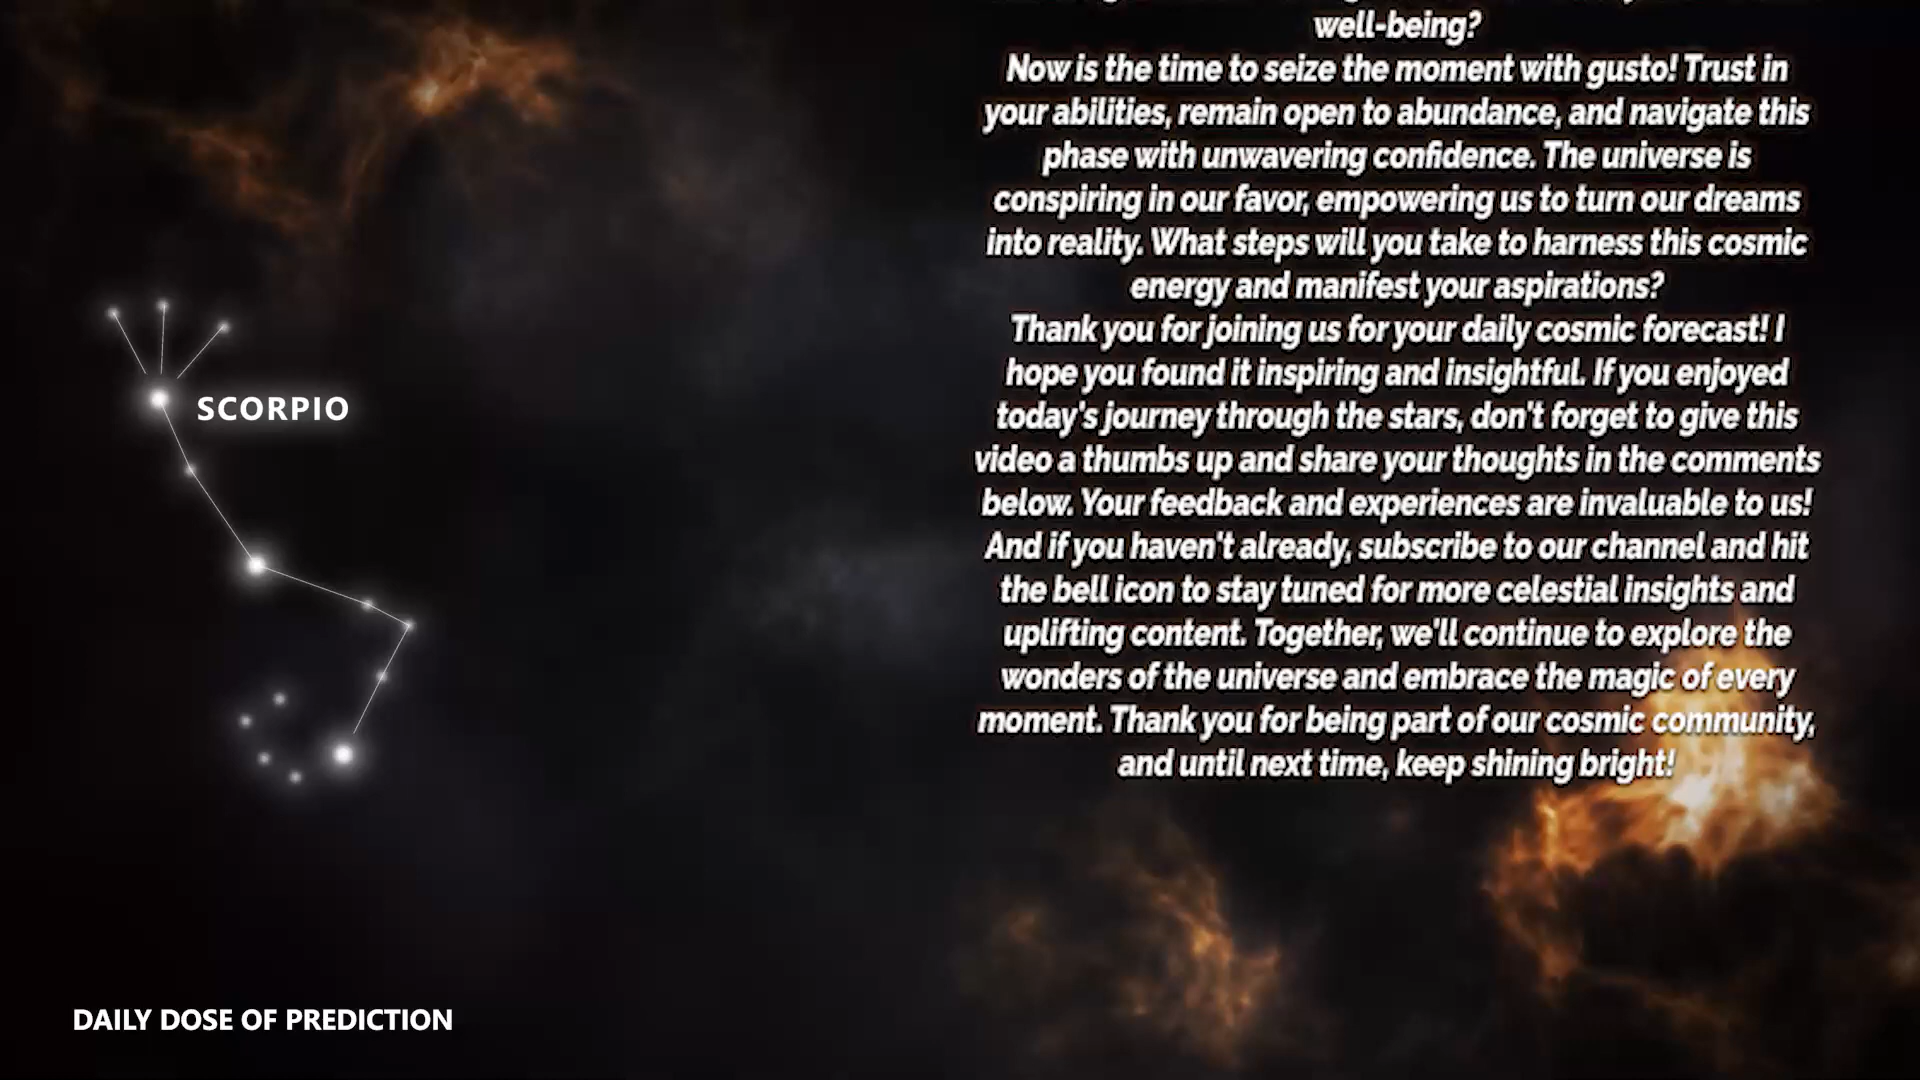 well-being?
Now is the time to seize the moment with gusto! Trust in
your abilities, remain open to abundance, and navigate this
phase with unwavering confidence. The universe is
conspiring in our favor, empowering us to turn our dreams
into reality. What steps will you take to harness this cosmic
energy and manifest your aspirations?
Thank you for joining us for your daily cosmic forecast! I
hope you found it inspiring and insightful. If you enjoyed
today's journey through the stars, don't forget to give this
video a thumbs up and share your thoughts in the comments
below. Your feedback and experiences are invaluable to us!
And if you haven't already, subscribe to our channel and hit
the bell icon to stay tuned for more celestial insights and
uplifting content. Together, we'll continue to explore the
wonders of the universe and embrace the magic of every
moment. Thank you for being part of our cosmic community,
and until next time, keep shining bright!
SCORPIO
DAILY DOSE OF PREDICTION